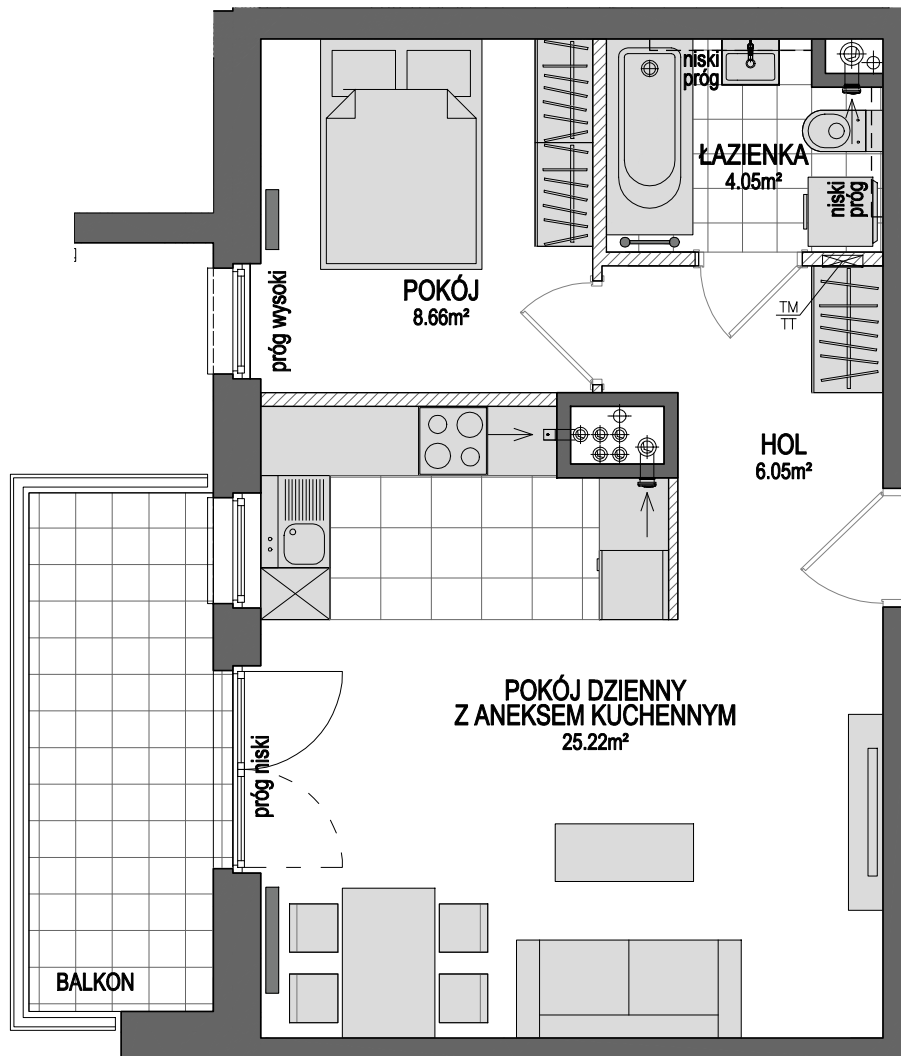 niski
próg
ŁAZIENKA
4.05m²
niski
próg
POKÓJ
8.66m²
próg wysoki
TM
TT
HOL
6.05m²
POKÓJ DZIENNY
Z ANEKSEM KUCHENNYM
25.22m²
próg niski
BALKON